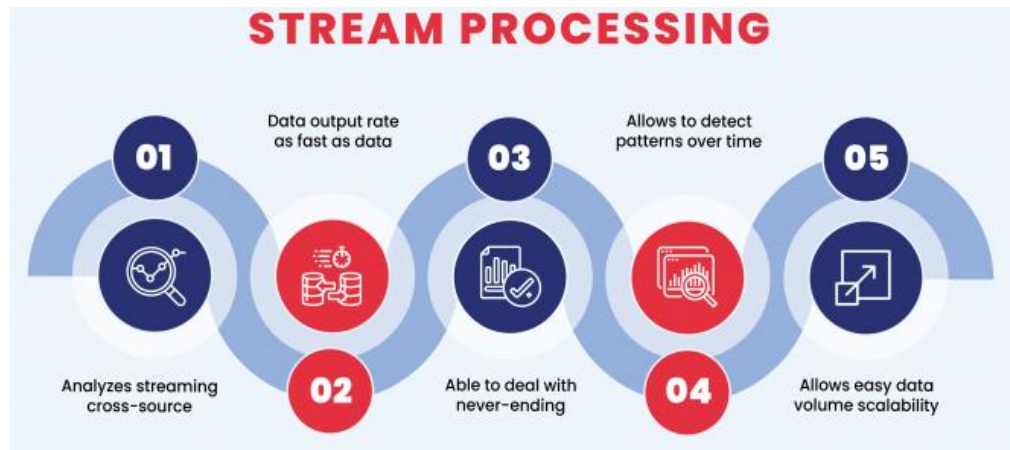 STREAM PROCESSING
01
Analyzes streaming
cross-source
Data output rate
as fast as data
02
03
Able to deal with
never-ending
Allows to detect
patterns over time
04
05
Allows easy data
volume scalability